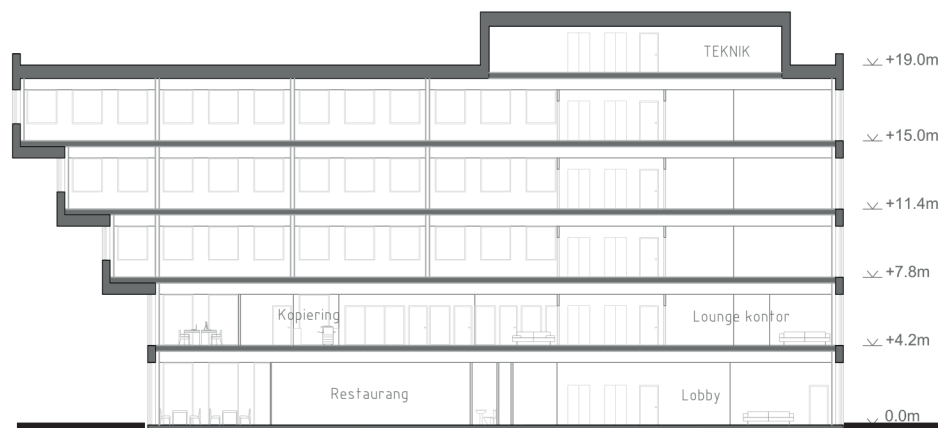 TEKNIK
+19.0m
+15.0m
+11.4m
+7.8m
Kopiering
Lounge kontor
+4.2m
Restaurang
Lobby
0.0m